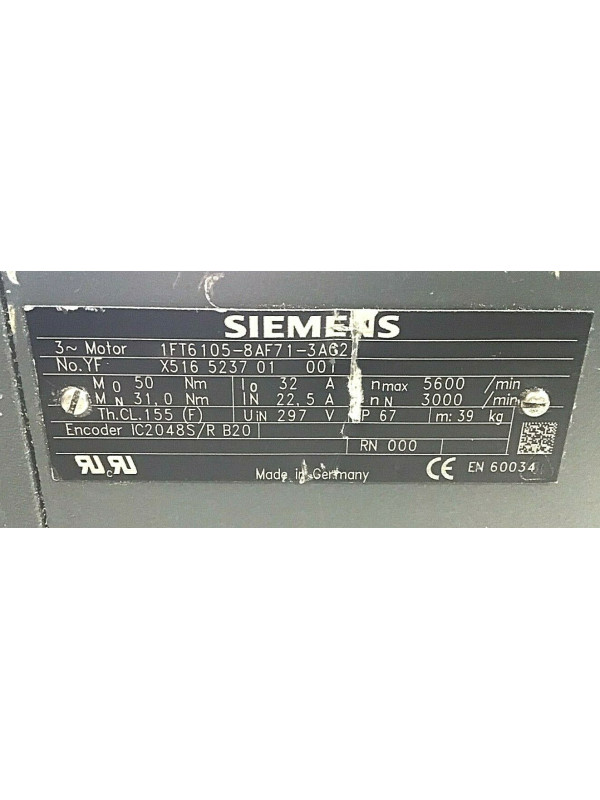 SIEMENS
3~ Motor 1FT6105-8AF71-3AG2
No.YF X516 5237 01 001
M0 50 Nm I0 32 A nmax 5600 /min
MN 31,0 Nm IN 22,5 A nN 3000 /min
Th.CL.155 (F) UIN 297 V IP 67 m: 39 kg
Encoder IC2048S/R B20
RN 000
RU c RU Made in Germany CE EN 60034